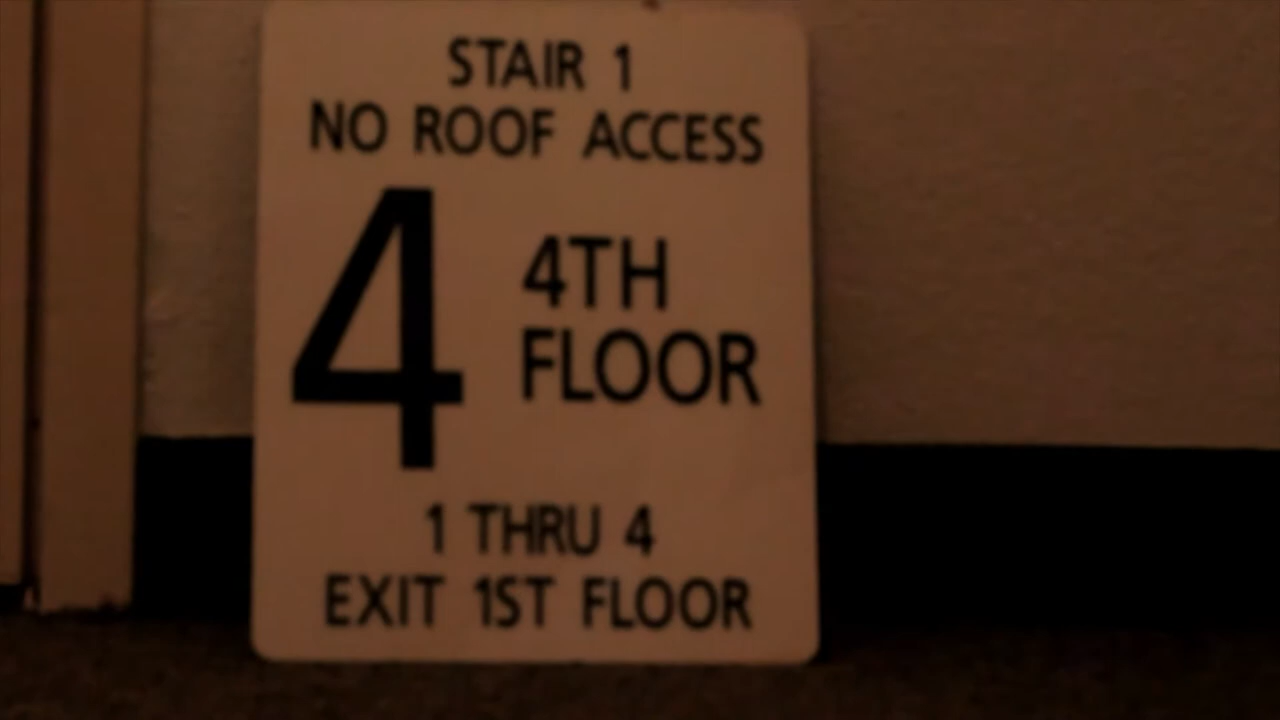 STAIR 1
NO ROOF ACCESS
4
4TH
FLOOR
1 THRU 4
EXIT 1ST FLOOR